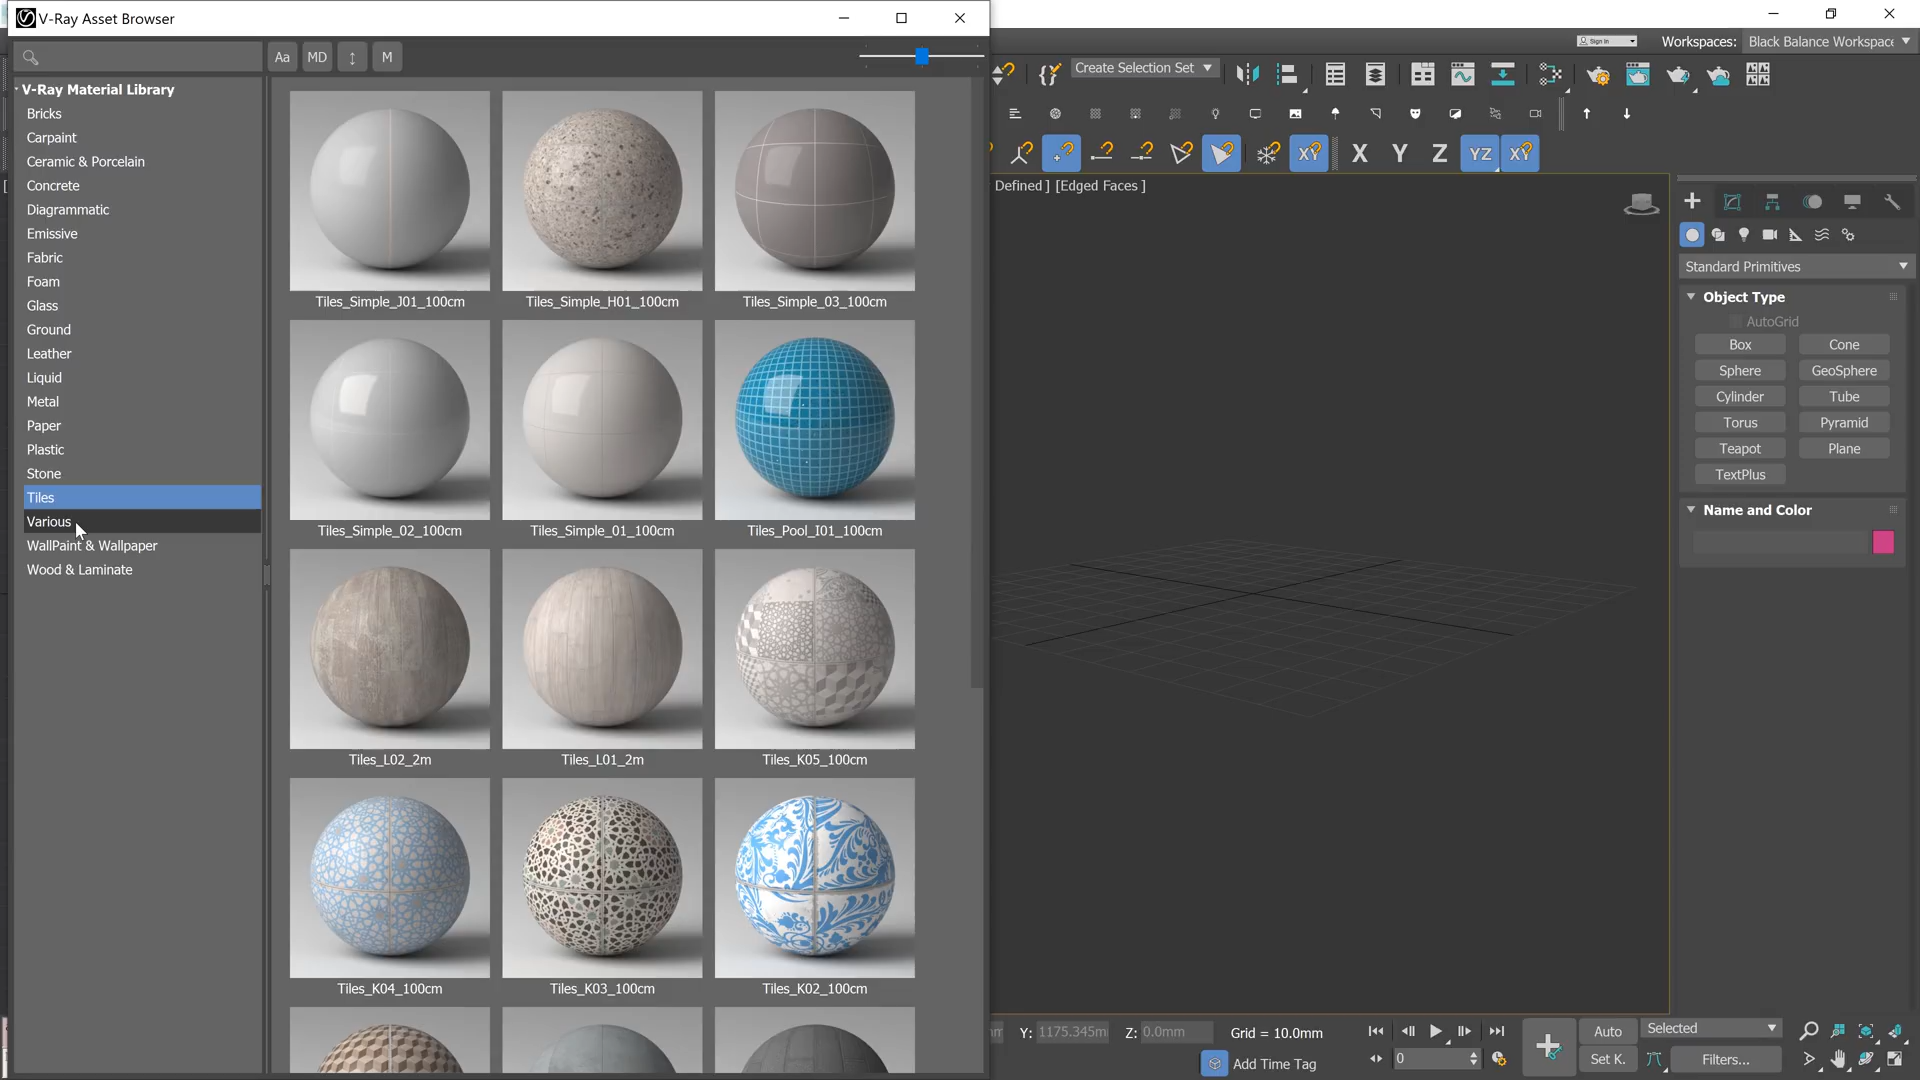 V-Ray Asset Browser
Sign In
Workspaces: Black Balance Workspace
Aa MD M
Create Selection Set
V-Ray Material Library
Bricks
Carpaint
Ceramic & Porcelain
Concrete
Diagrammatic
Emissive
Fabric
Foam
Glass
Ground
Leather
Liquid
Metal
Paper
Plastic
Stone
Tiles
Various
WallPaint & Wallpaper
Wood & Laminate
Tiles_Simple_J01_100cm
Tiles_Simple_H01_100cm
Tiles_Simple_03_100cm
Tiles_Simple_02_100cm
Tiles_Simple_01_100cm
Tiles_Pool_I01_100cm
Tiles_L02_2m
Tiles_L01_2m
Tiles_K05_100cm
Tiles_K04_100cm
Tiles_K03_100cm
Tiles_K02_100cm
XY X Y Z YZ XY
Defined ] [Edged Faces ]
Standard Primitives
Object Type
AutoGrid
Box Cone
Sphere GeoSphere
Cylinder Tube
Torus Pyramid
Teapot Plane
TextPlus
Name and Color
Y: 1175.345m Z: 0.0mm Grid = 10.0mm
Auto Selected
Add Time Tag
0
Set K. Filters...